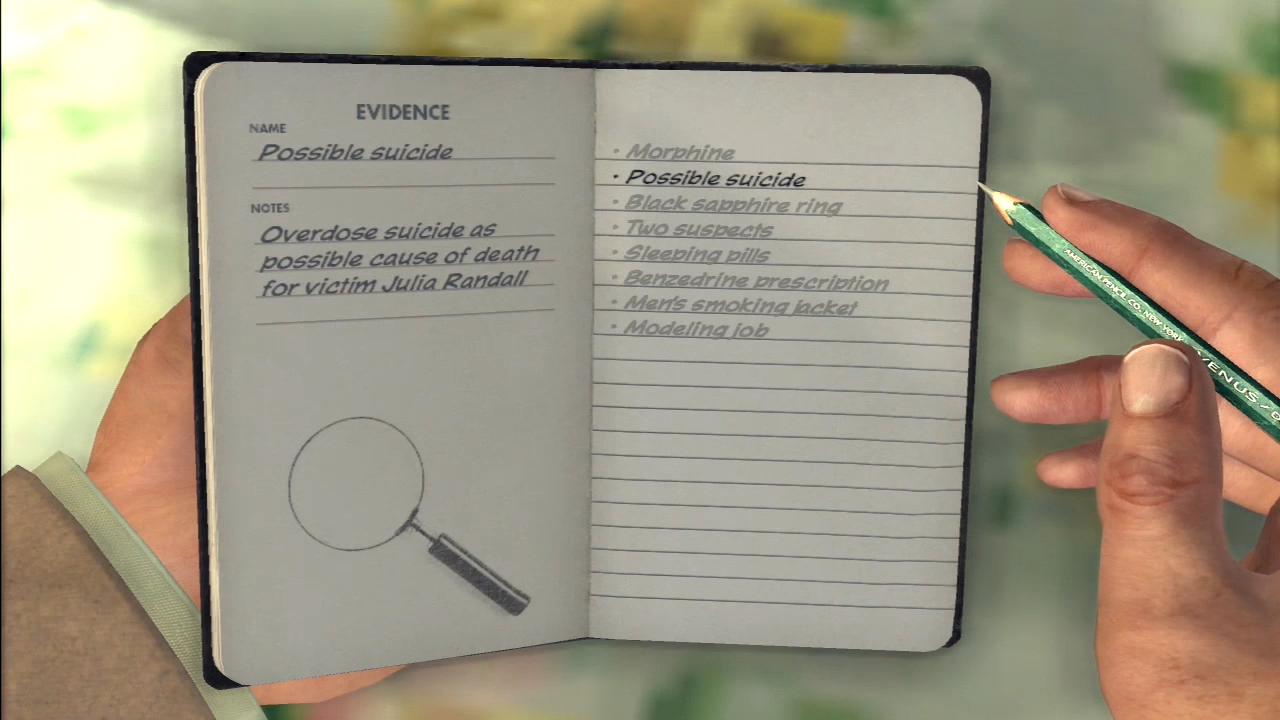 EVIDENCE
NAME
Possible suicide
NOTES
Overdose suicide as
possible cause of death
for victim Julia Randall
• Morphine
• Possible suicide
• Black sapphire ring
• Two suspects
• Sleeping pills
• Benzedrine prescription
• Men's smoking jacket
• Modeling job
AMERICAN PENCIL CO. NEW YORK
VENUS